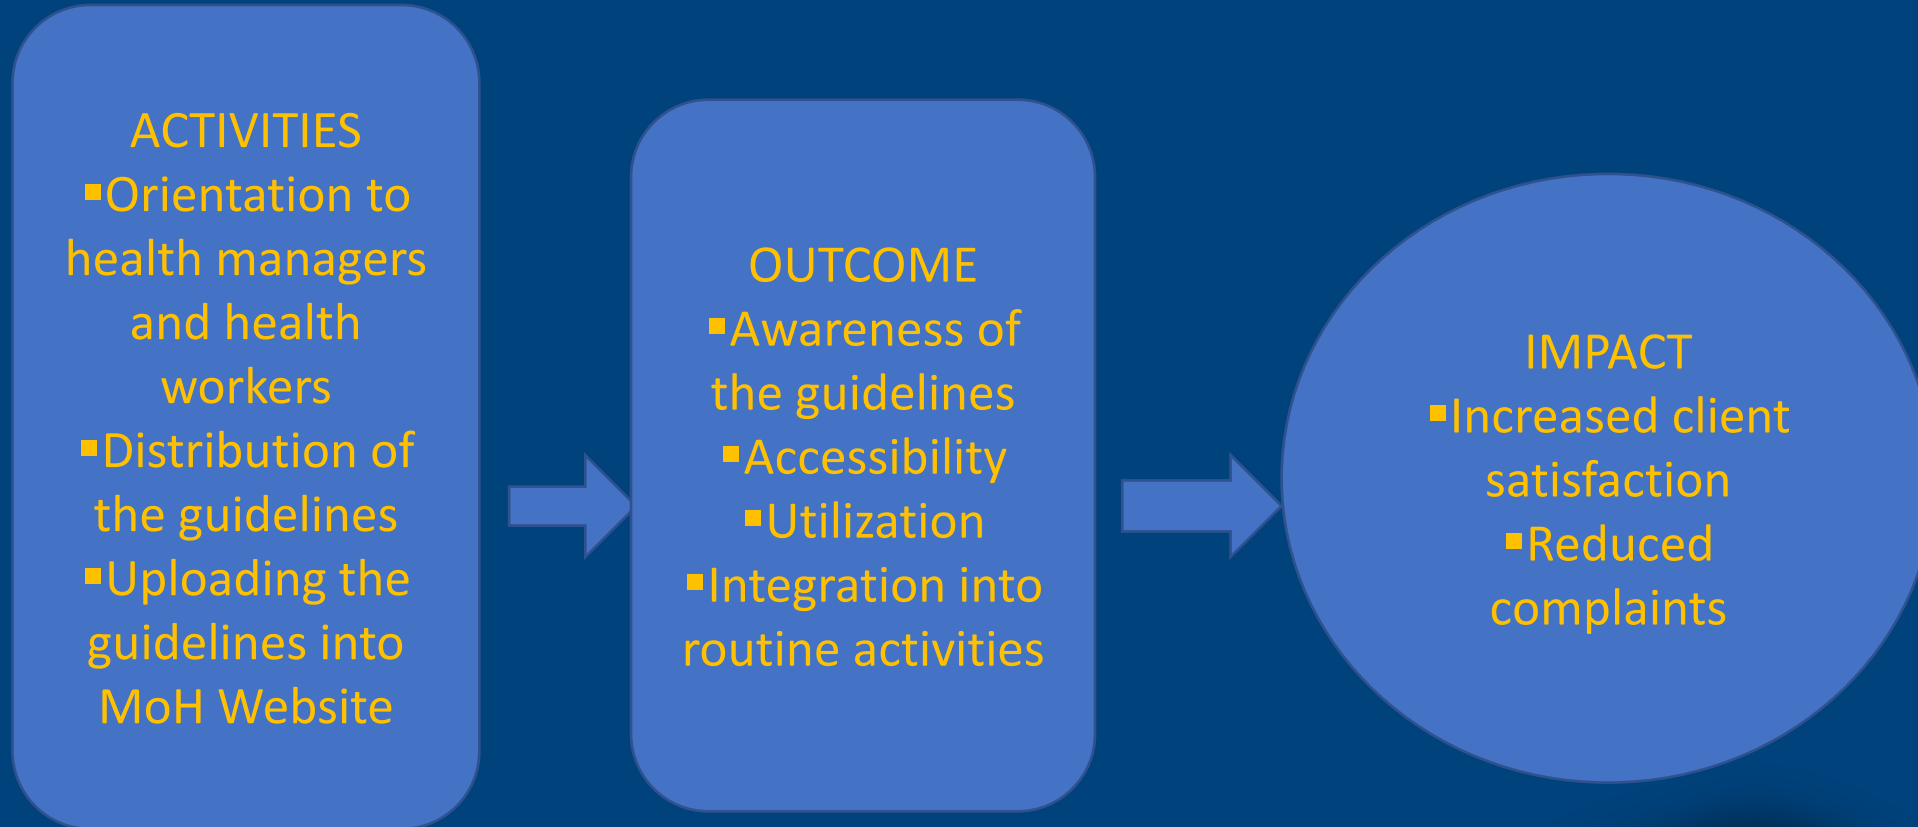 ACTIVITIES
▪Orientation to
health managers
and health
workers
▪Distribution of
the guidelines
▪Uploading the
guidelines into
MoH Website
OUTCOME
▪Awareness of
the guidelines
▪Accessibility
▪Utilization
▪Integration into
routine activities
IMPACT
▪Increased client
satisfaction
▪Reduced
complaints